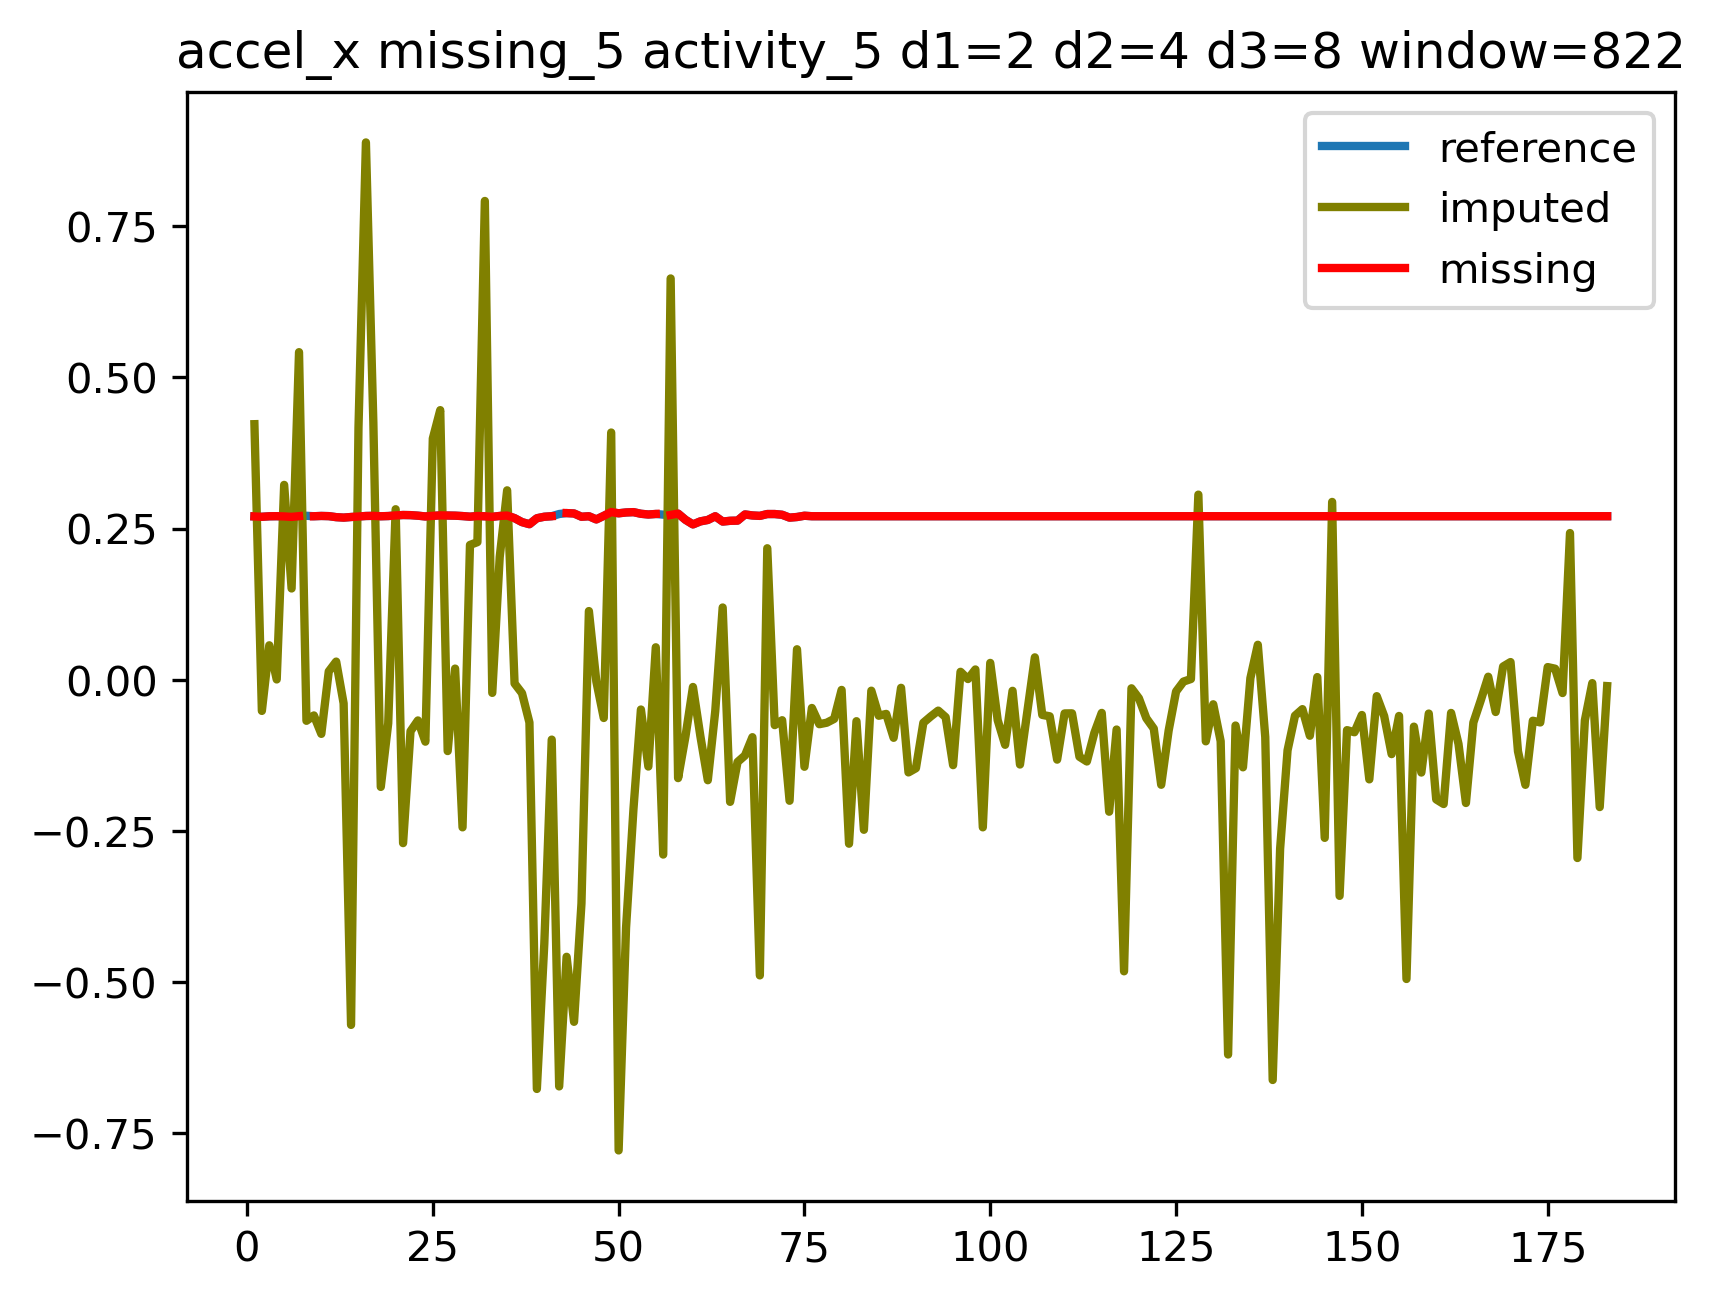 accel_x missing_5 activity_5 d1=2 d2=4 d3=8 window=822
reference
imputed
missing
0.75
0.50
0.25
0.00
−0.25
−0.50
−0.75
0 25 50 75 100 125 150 175